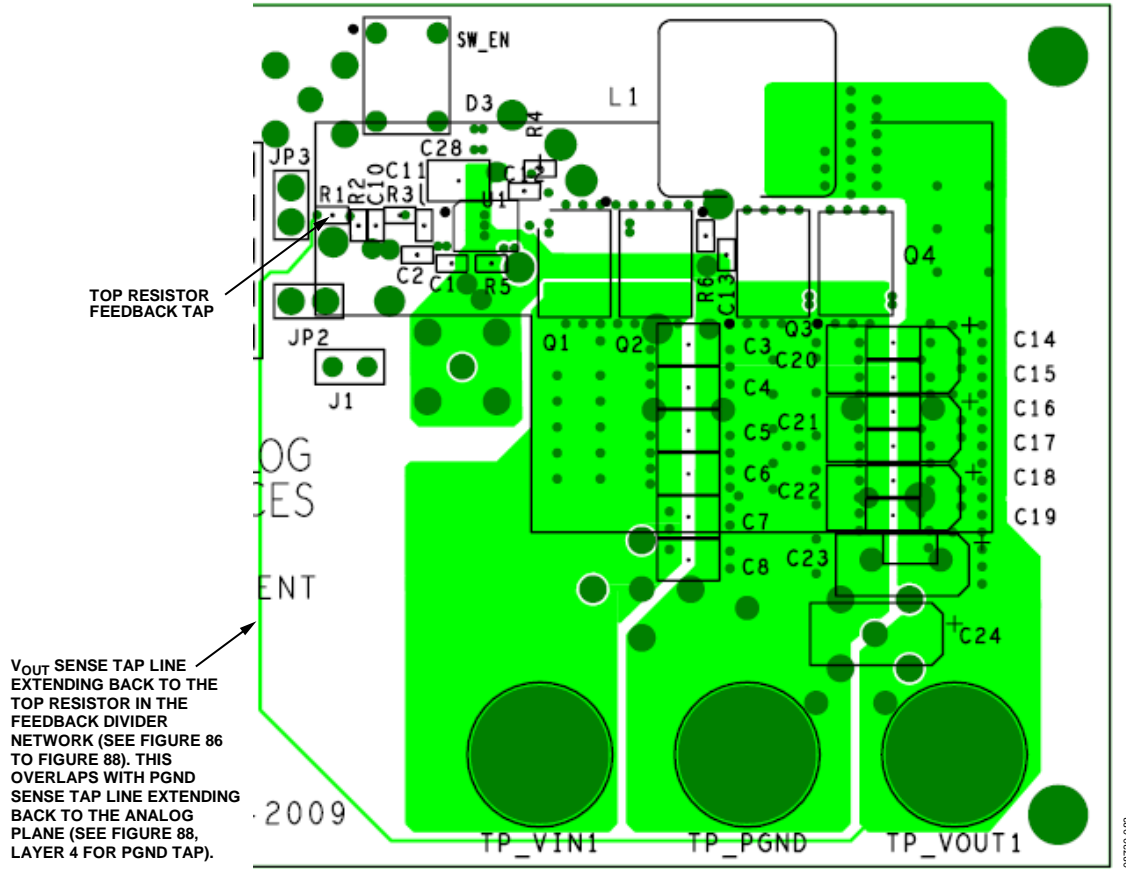 SW_EN
L1
D3
R4
C28
JP3
C11
C12
R1
R2
C10
R3
U1
Q4
C2
C1
R5
R6
C13
TOP RESISTOR
FEEDBACK TAP
JP2
Q1
Q2
C3
Q3
C20
C14
J1
C4
C15
C16
C5
C21
C17
OG
C6
C22
C18
CES
C7
C19
C8
C23
ENT
C24
VOUT SENSE TAP LINE
EXTENDING BACK TO THE
TOP RESISTOR IN THE
FEEDBACK DIVIDER
NETWORK (SEE FIGURE 86
TO FIGURE 88). THIS
OVERLAPS WITH PGND
SENSE TAP LINE EXTENDING
BACK TO THE ANALOG
PLANE (SEE FIGURE 88,
LAYER 4 FOR PGND TAP).
-2009
TP_VIN1
TP_PGND
TP_VOUT1